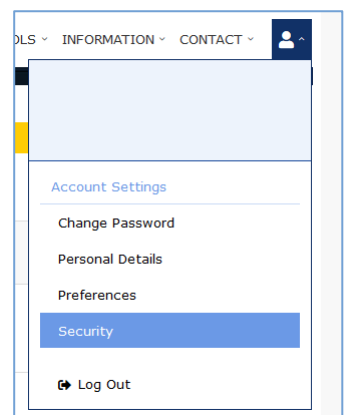 OLS INFORMATION CONTACT
Account Settings
Change Password
Personal Details
Preferences
Security
Log Out